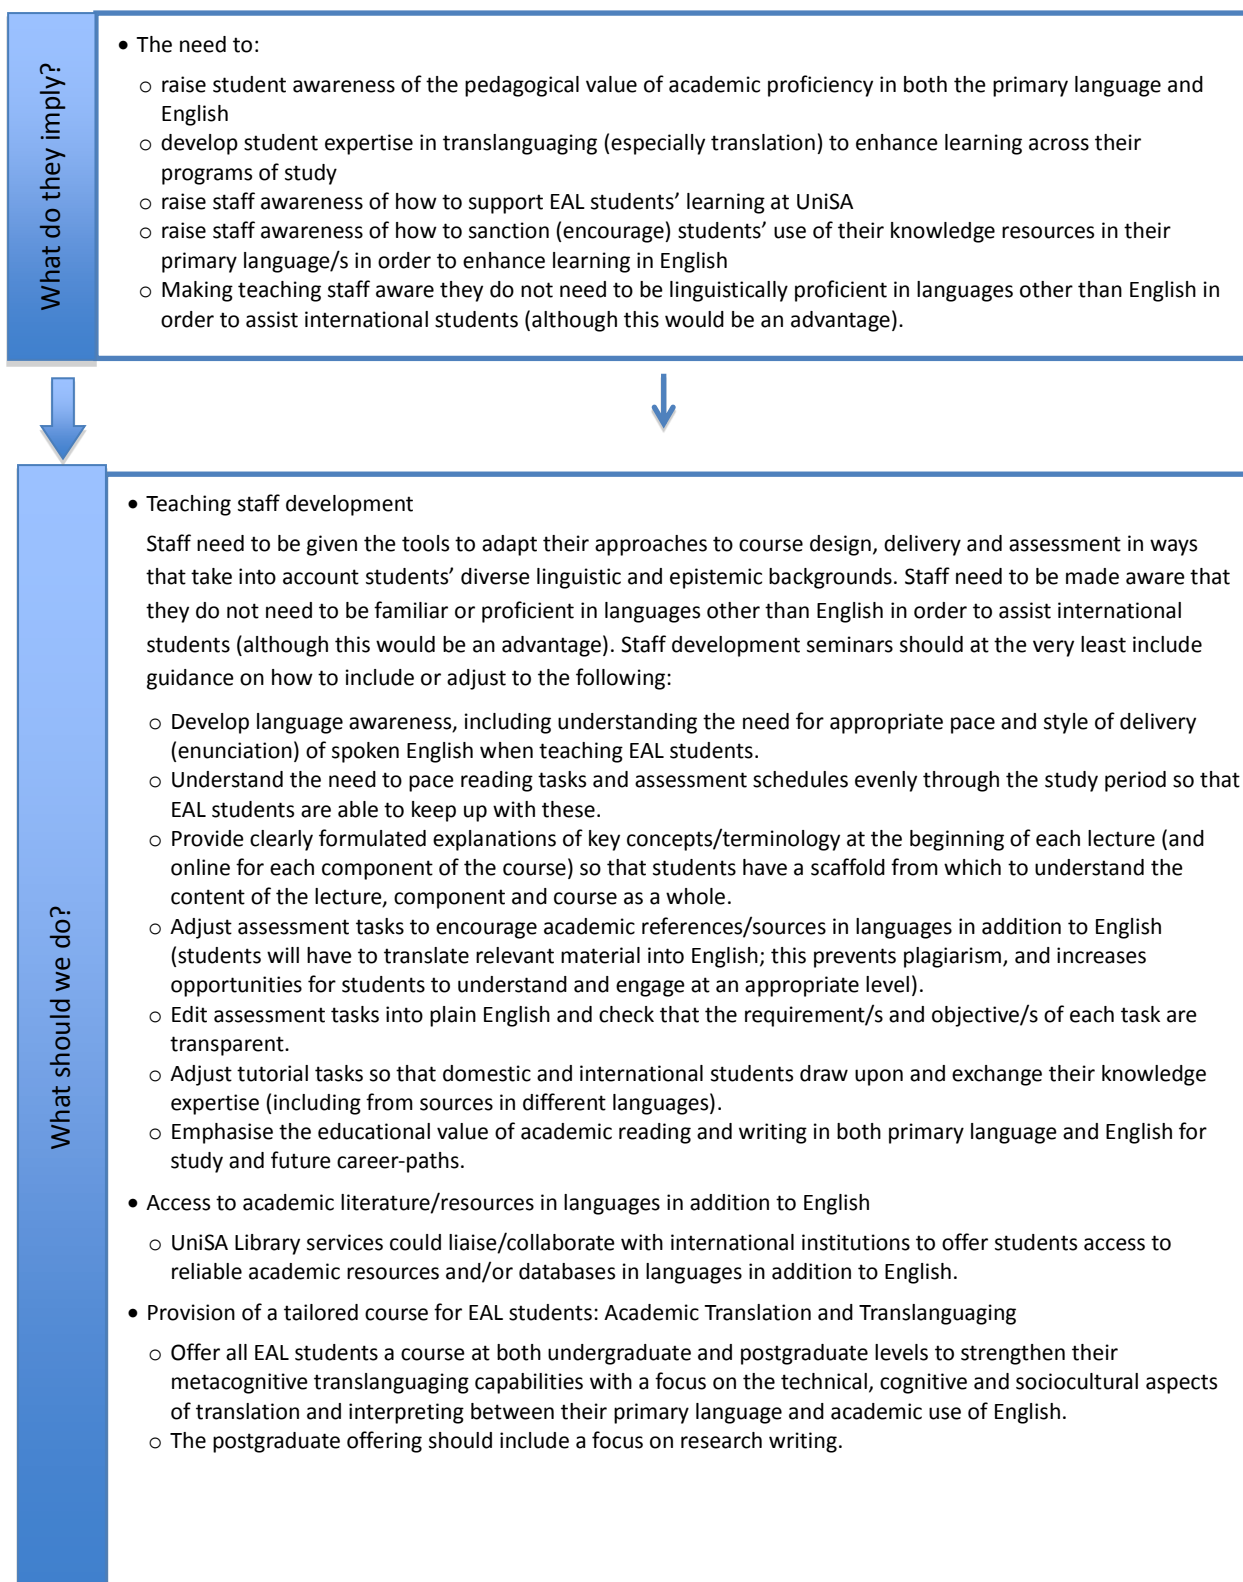 What do they imply?
• The need to:
o raise student awareness of the pedagogical value of academic proficiency in both the primary language and
English
o develop student expertise in translanguaging (especially translation) to enhance learning across their
programs of study
o raise staff awareness of how to support EAL students’ learning at UniSA
o raise staff awareness of how to sanction (encourage) students’ use of their knowledge resources in their
primary language/s in order to enhance learning in English
o Making teaching staff aware they do not need to be linguistically proficient in languages other than English in
order to assist international students (although this would be an advantage).
What should we do?
• Teaching staff development
Staff need to be given the tools to adapt their approaches to course design, delivery and assessment in ways
that take into account students’ diverse linguistic and epistemic backgrounds. Staff need to be made aware that
they do not need to be familiar or proficient in languages other than English in order to assist international
students (although this would be an advantage). Staff development seminars should at the very least include
guidance on how to include or adjust to the following:
o Develop language awareness, including understanding the need for appropriate pace and style of delivery
(enunciation) of spoken English when teaching EAL students.
o Understand the need to pace reading tasks and assessment schedules evenly through the study period so that
EAL students are able to keep up with these.
o Provide clearly formulated explanations of key concepts/terminology at the beginning of each lecture (and
online for each component of the course) so that students have a scaffold from which to understand the
content of the lecture, component and course as a whole.
o Adjust assessment tasks to encourage academic references/sources in languages in addition to English
(students will have to translate relevant material into English; this prevents plagiarism, and increases
opportunities for students to understand and engage at an appropriate level).
o Edit assessment tasks into plain English and check that the requirement/s and objective/s of each task are
transparent.
o Adjust tutorial tasks so that domestic and international students draw upon and exchange their knowledge
expertise (including from sources in different languages).
o Emphasise the educational value of academic reading and writing in both primary language and English for
study and future career-paths.
• Access to academic literature/resources in languages in addition to English
o UniSA Library services could liaise/collaborate with international institutions to offer students access to
reliable academic resources and/or databases in languages in addition to English.
• Provision of a tailored course for EAL students: Academic Translation and Translanguaging
o Offer all EAL students a course at both undergraduate and postgraduate levels to strengthen their
metacognitive translanguaging capabilities with a focus on the technical, cognitive and sociocultural aspects
of translation and interpreting between their primary language and academic use of English.
o The postgraduate offering should include a focus on research writing.